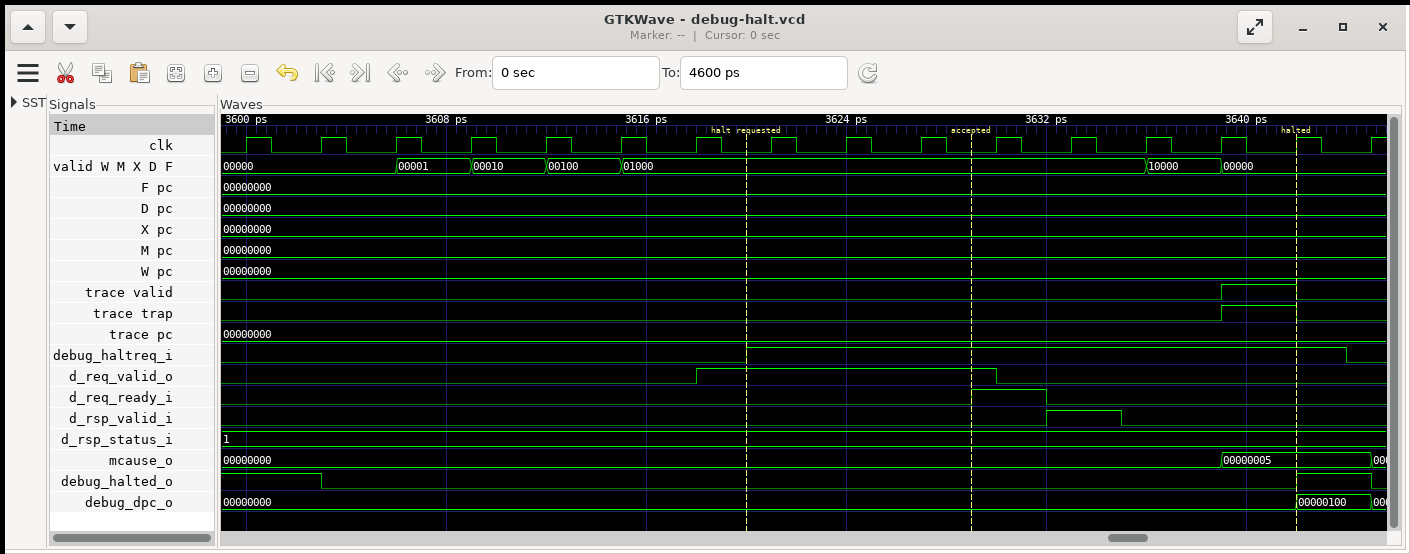 GTKWave - debug-halt.vcd
Marker: -- | Cursor: 0 sec
From: 0 sec To: 4600 ps
SST Signals Waves
Time 3600 ps 3608 ps 3616 ps 3624 ps 3632 ps 3640 ps
halt requested accepted halted
clk
valid W M X D F 00000 00001 00010 00100 01000 10000 00000
F pc 00000000
D pc 00000000
X pc 00000000
M pc 00000000
W pc 00000000
trace valid
trace trap
trace pc 00000000
debug_haltreq_i
d_req_valid_o
d_req_ready_i
d_rsp_valid_i
d_rsp_status_i 1
mcause_o 00000000 00000005 000
debug_halted_o
debug_dpc_o 00000000 00000100 000